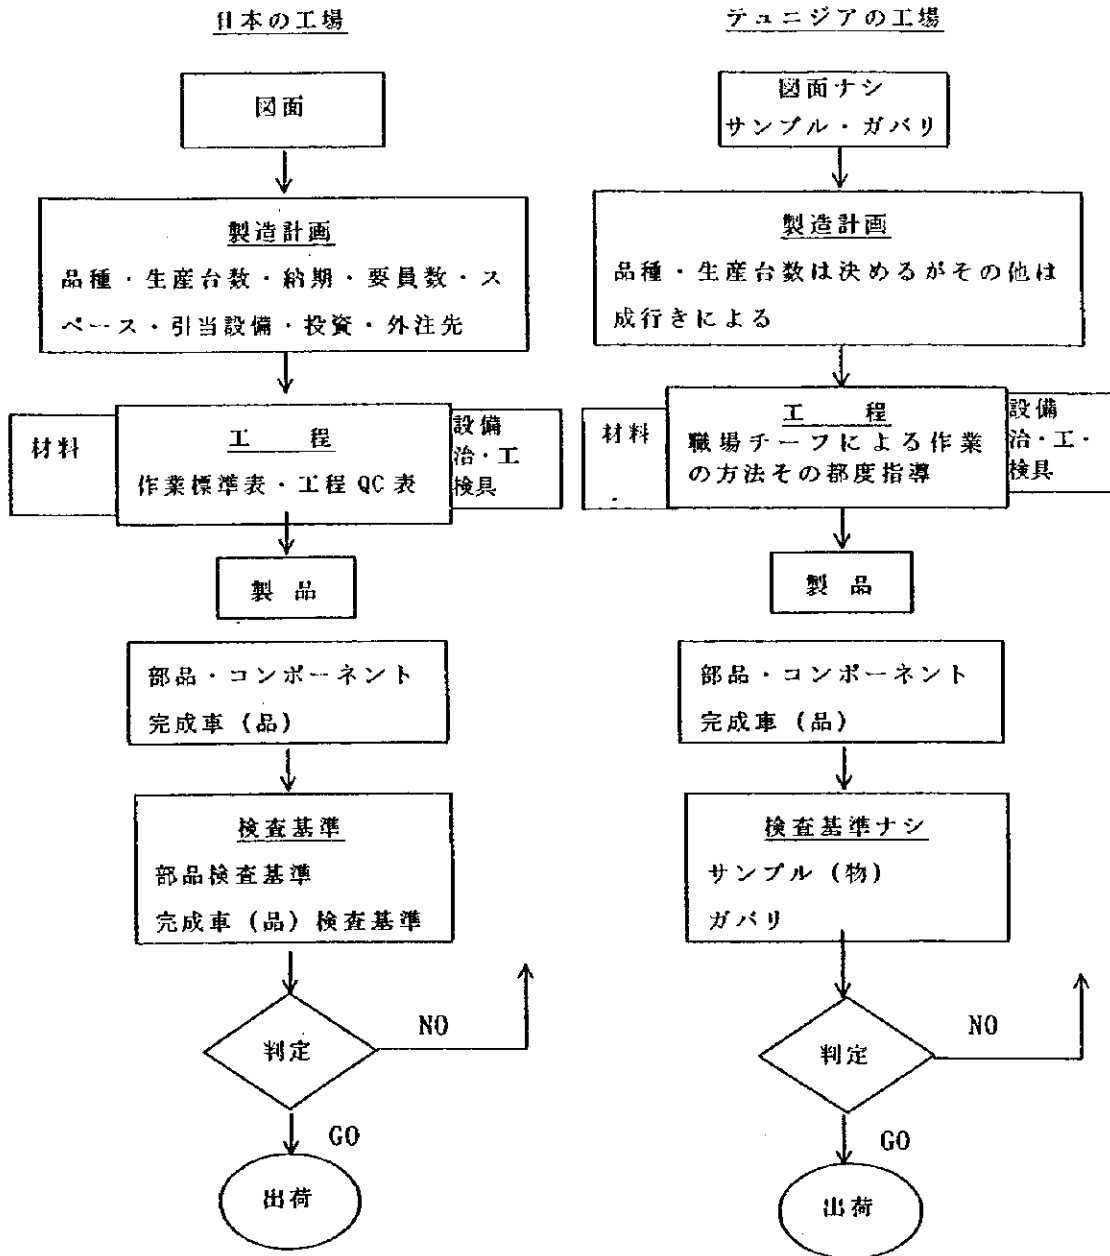 日本の工場
図面
製造計画
品種・生産台数・納期・要員数・ス
ペース・引当設備・投資・外注先
材料
工　程
作業標準表・工程QC表
設備
治・工
検具
製品
部品・コンポーネント
完成車(品)
検査基準
部品検査基準
完成車(品)検査基準
判定
NO
GO
出荷
テュニジアの工場
図面ナシ
サンプル・ガバリ
製造計画
品種・生産台数は決めるがその他は
成行きによる
材料
工　程
職場チーフによる作業
の方法その都度指導
設備
治・工・
検具
製品
部品・コンポーネント
完成車(品)
検査基準ナシ
サンプル(物)
ガバリ
判定
NO
GO
出荷